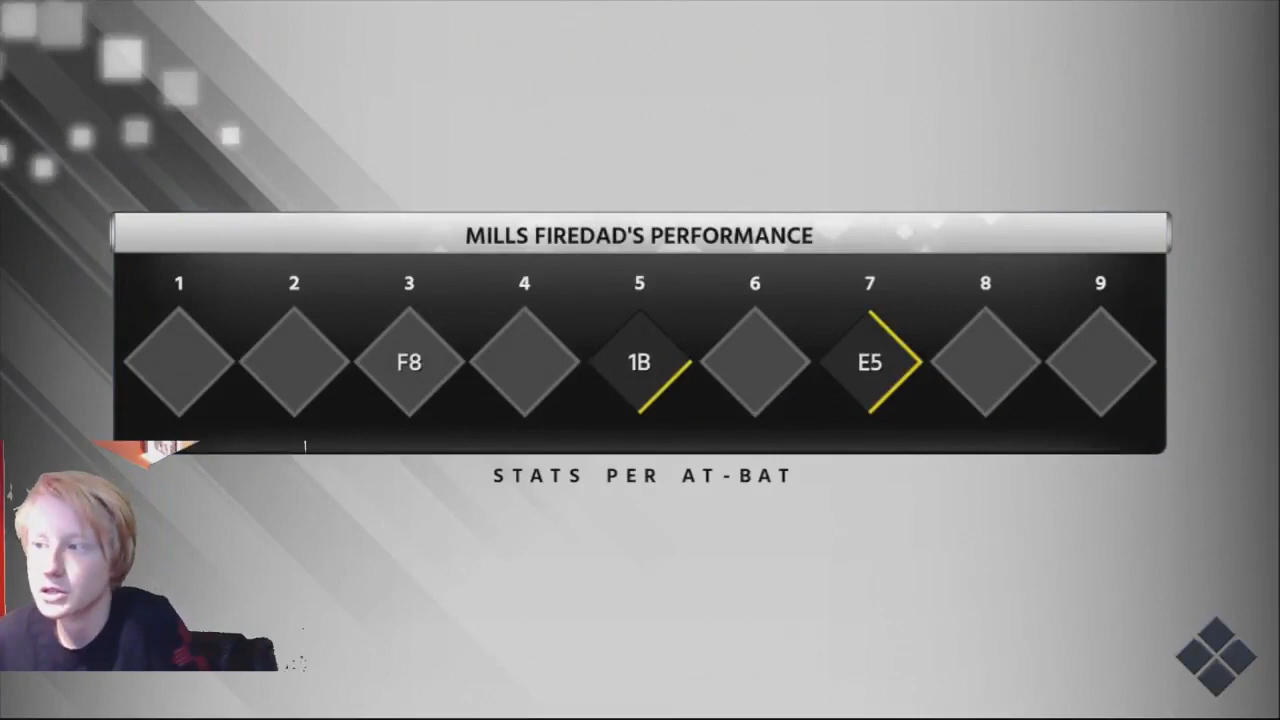 MILLS FIREDAD'S PERFORMANCE
1 2 3 4 5 6 7 8 9
F8 1B E5
STATS PER AT-BAT